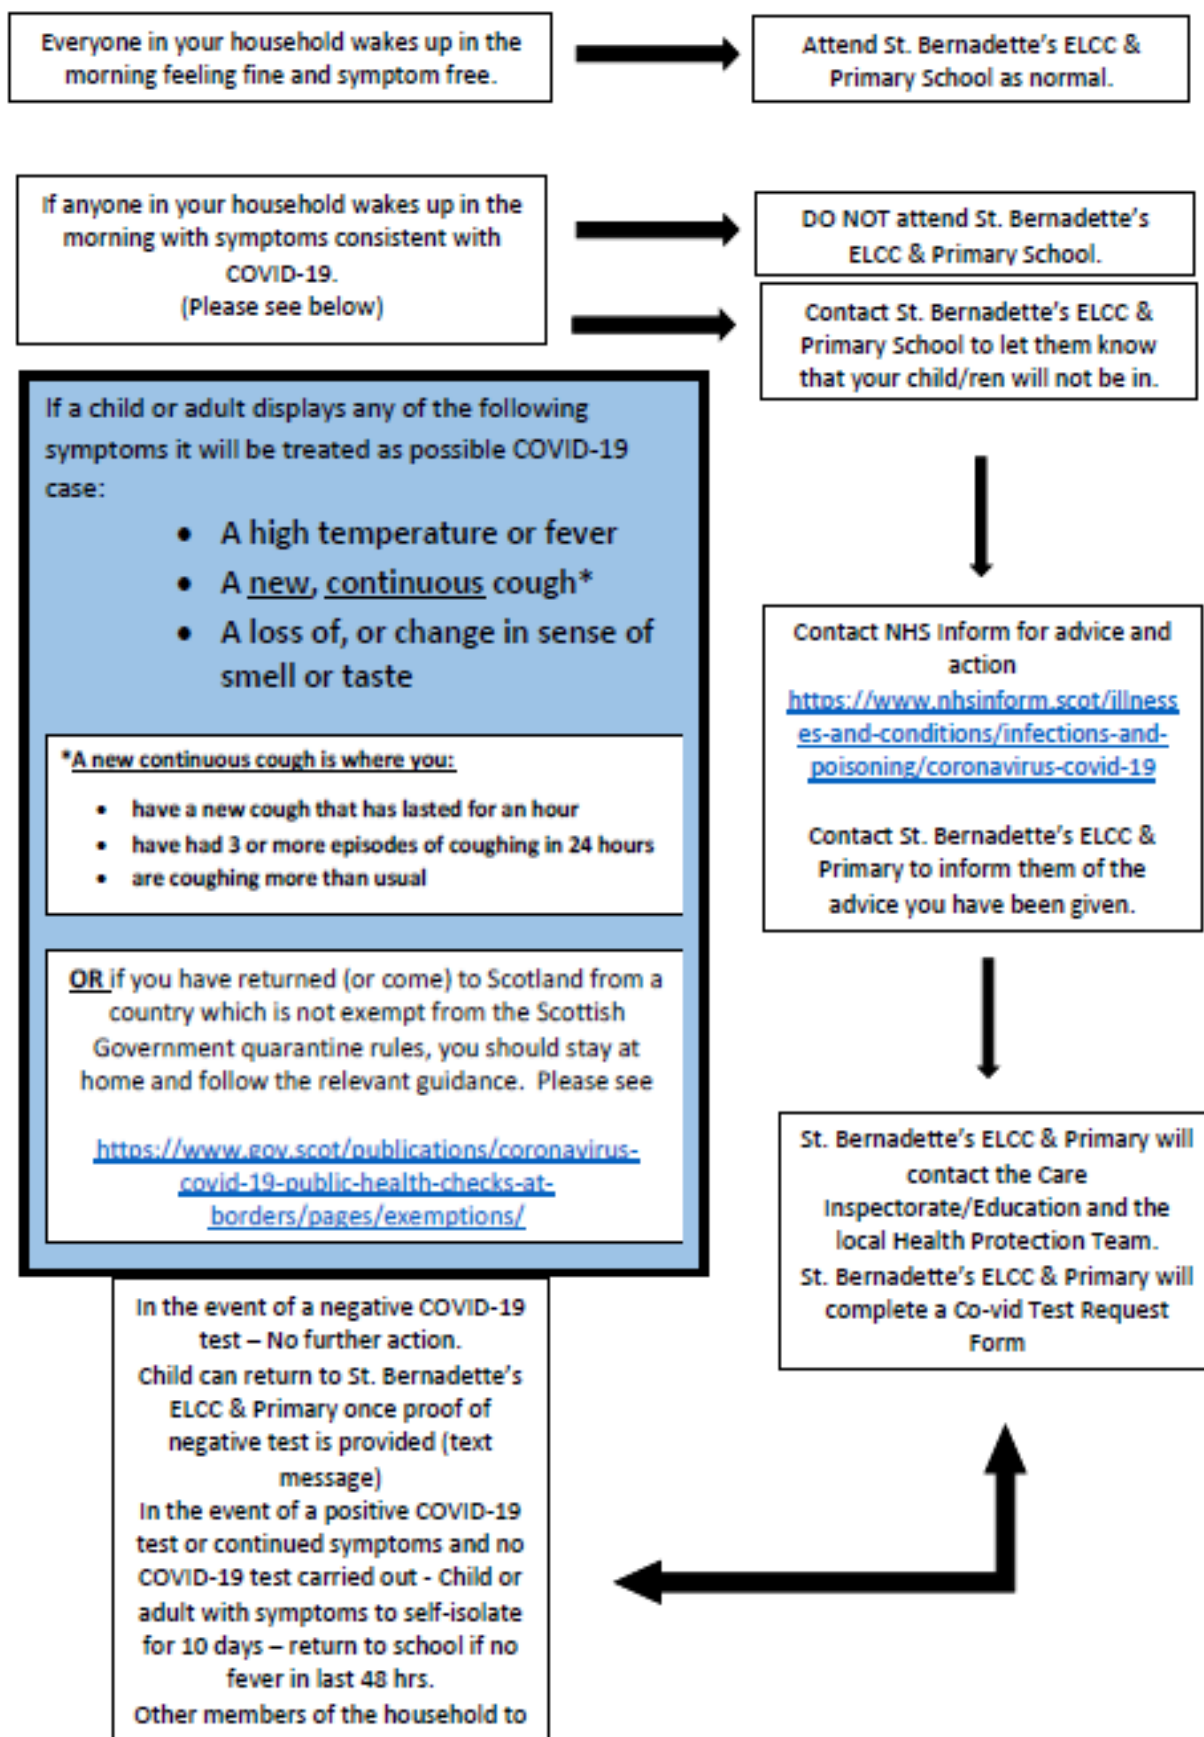 Everyone in your household wakes up in the
morning feeling fine and symptom free.
Attend St. Bernadette's ELCC &
Primary School as normal.
If anyone in your household wakes up in the
morning with symptoms consistent with
COVID-19.
(Please see below)
DO NOT attend St. Bernadette's
ELCC & Primary School.
Contact St. Bernadette's ELCC &
Primary School to let them know
that your child/ren will not be in.
If a child or adult displays any of the following
symptoms it will be treated as possible COVID-19
case:
• A high temperature or fever
• A new, continuous cough*
• A loss of, or change in sense of
smell or taste
*A new continuous cough is where you:
• have a new cough that has lasted for an hour
• have had 3 or more episodes of coughing in 24 hours
• are coughing more than usual
OR if you have returned (or come) to Scotland from a
country which is not exempt from the Scottish
Government quarantine rules, you should stay at
home and follow the relevant guidance. Please see
https://www.gov.scot/publications/coronavirus-
covid-19-public-health-checks-at-
borders/pages/exemptions/
Contact NHS Inform for advice and
action
https://www.nhsinform.scot/illness
es-and-conditions/infections-and-
poisoning/coronavirus-covid-19
Contact St. Bernadette's ELCC &
Primary to inform them of the
advice you have been given.
St. Bernadette's ELCC & Primary will
contact the Care
Inspectorate/Education and the
local Health Protection Team.
St. Bernadette's ELCC & Primary will
complete a Co-vid Test Request
Form
In the event of a negative COVID-19
test – No further action.
Child can return to St. Bernadette's
ELCC & Primary once proof of
negative test is provided (text
message)
In the event of a positive COVID-19
test or continued symptoms and no
COVID-19 test carried out - Child or
adult with symptoms to self-isolate
for 10 days – return to school if no
fever in last 48 hrs.
Other members of the household to